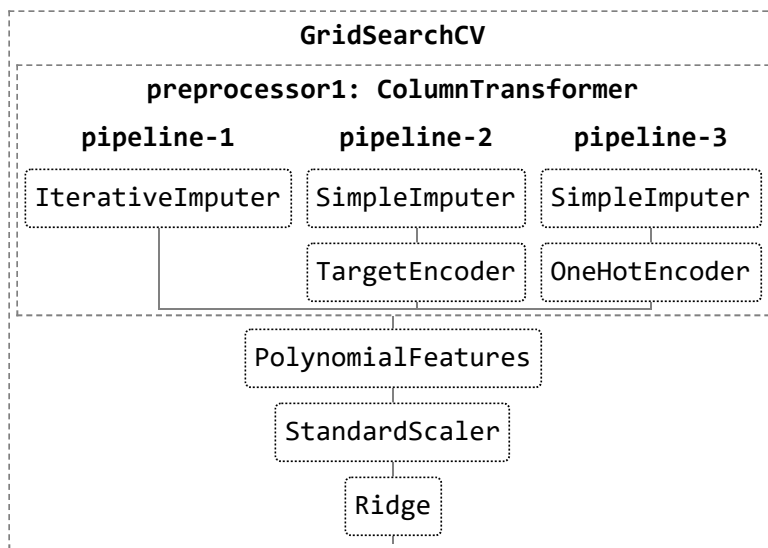 GridSearchCV
preprocessor1: ColumnTransformer
pipeline-1 pipeline-2 pipeline-3
IterativeImputer SimpleImputer SimpleImputer
TargetEncoder OneHotEncoder
PolynomialFeatures
StandardScaler
Ridge